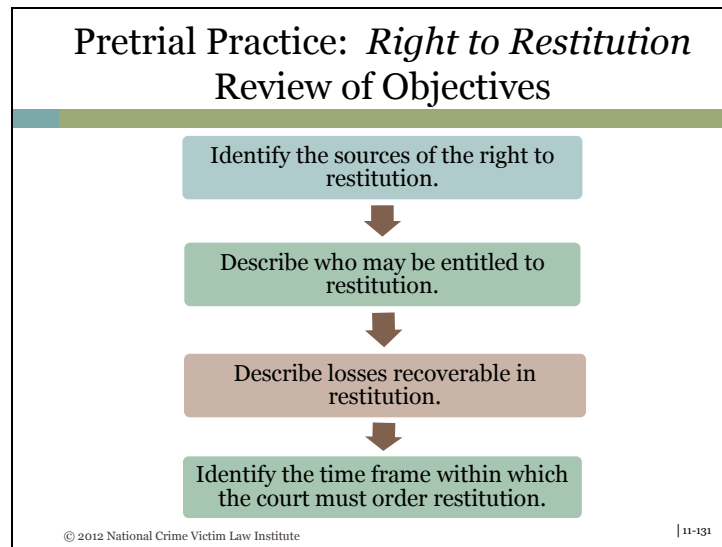 Pretrial Practice: Right to Restitution
Review of Objectives
Identify the sources of the right to
restitution.
Describe who may be entitled to
restitution.
Describe losses recoverable in
restitution.
Identify the time frame within which
the court must order restitution.
© 2012 National Crime Victim Law Institute
| 11-131